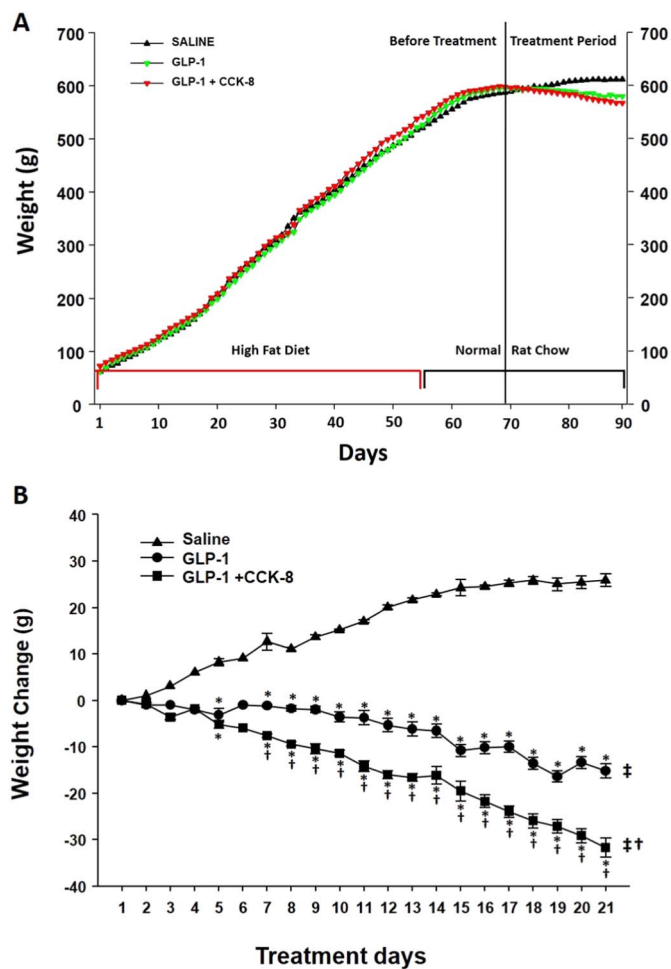 A
SALINE
GLP-1
GLP-1 + CCK-8
Before Treatment
Treatment Period
700
600
500
400
300
200
100
0
700
600
500
400
300
200
100
0
Weight (g)
High Fat Diet
Normal
Rat Chow
1 10 20 30 40 50 60 70 80 90
Days
B
Saline
GLP-1
GLP-1 +CCK-8
40
30
20
10
0
-10
-20
-30
-40
Weight Change (g)
* * * * * * * * * * * * * * * *
‡
* * * * * * * * * * * * * * * *
† † † † † † † † † † † † † † †
‡†
1 2 3 4 5 6 7 8 9 10 11 12 13 14 15 16 17 18 19 20 21
Treatment days